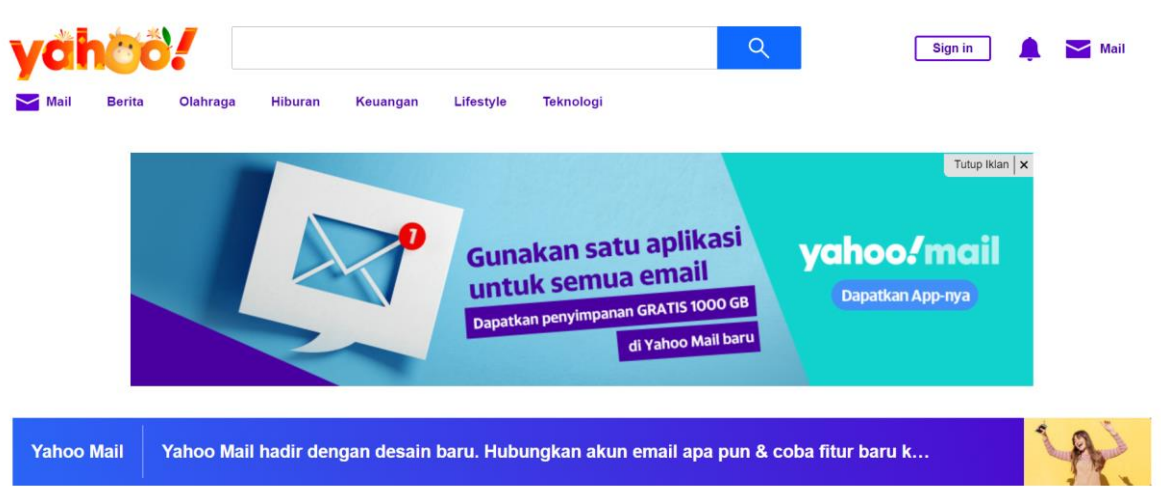 yahoo!
Sign in
Mail
Mail Berita Olahraga Hiburan Keuangan Lifestyle Teknologi
Tutup Iklan
1
Gunakan satu aplikasi
untuk semua email
Dapatkan penyimpanan GRATIS 1000 GB
di Yahoo Mail baru
yahoo!mail
Dapatkan App-nya
Yahoo Mail
Yahoo Mail hadir dengan desain baru. Hubungkan akun email apa pun & coba fitur baru k...